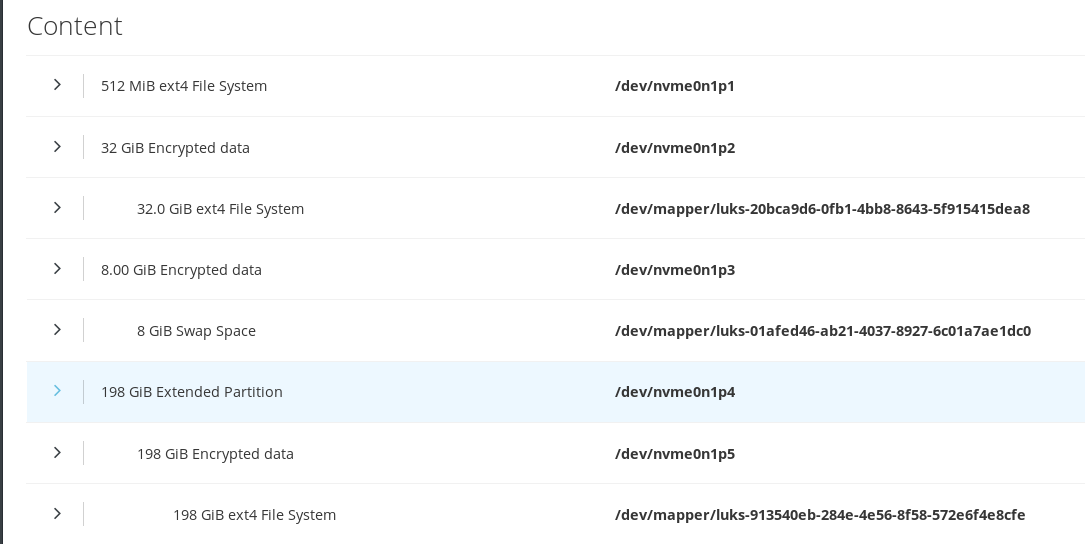 Content
512 MiB ext4 File System /dev/nvme0n1p1
32 GiB Encrypted data /dev/nvme0n1p2
32.0 GiB ext4 File System /dev/mapper/luks-20bca9d6-0fb1-4bb8-8643-5f915415dea8
8.00 GiB Encrypted data /dev/nvme0n1p3
8 GiB Swap Space /dev/mapper/luks-01afed46-ab21-4037-8927-6c01a7ae1dc0
198 GiB Extended Partition /dev/nvme0n1p4
198 GiB Encrypted data /dev/nvme0n1p5
198 GiB ext4 File System /dev/mapper/luks-913540eb-284e-4e56-8f58-572e6f4e8cfe